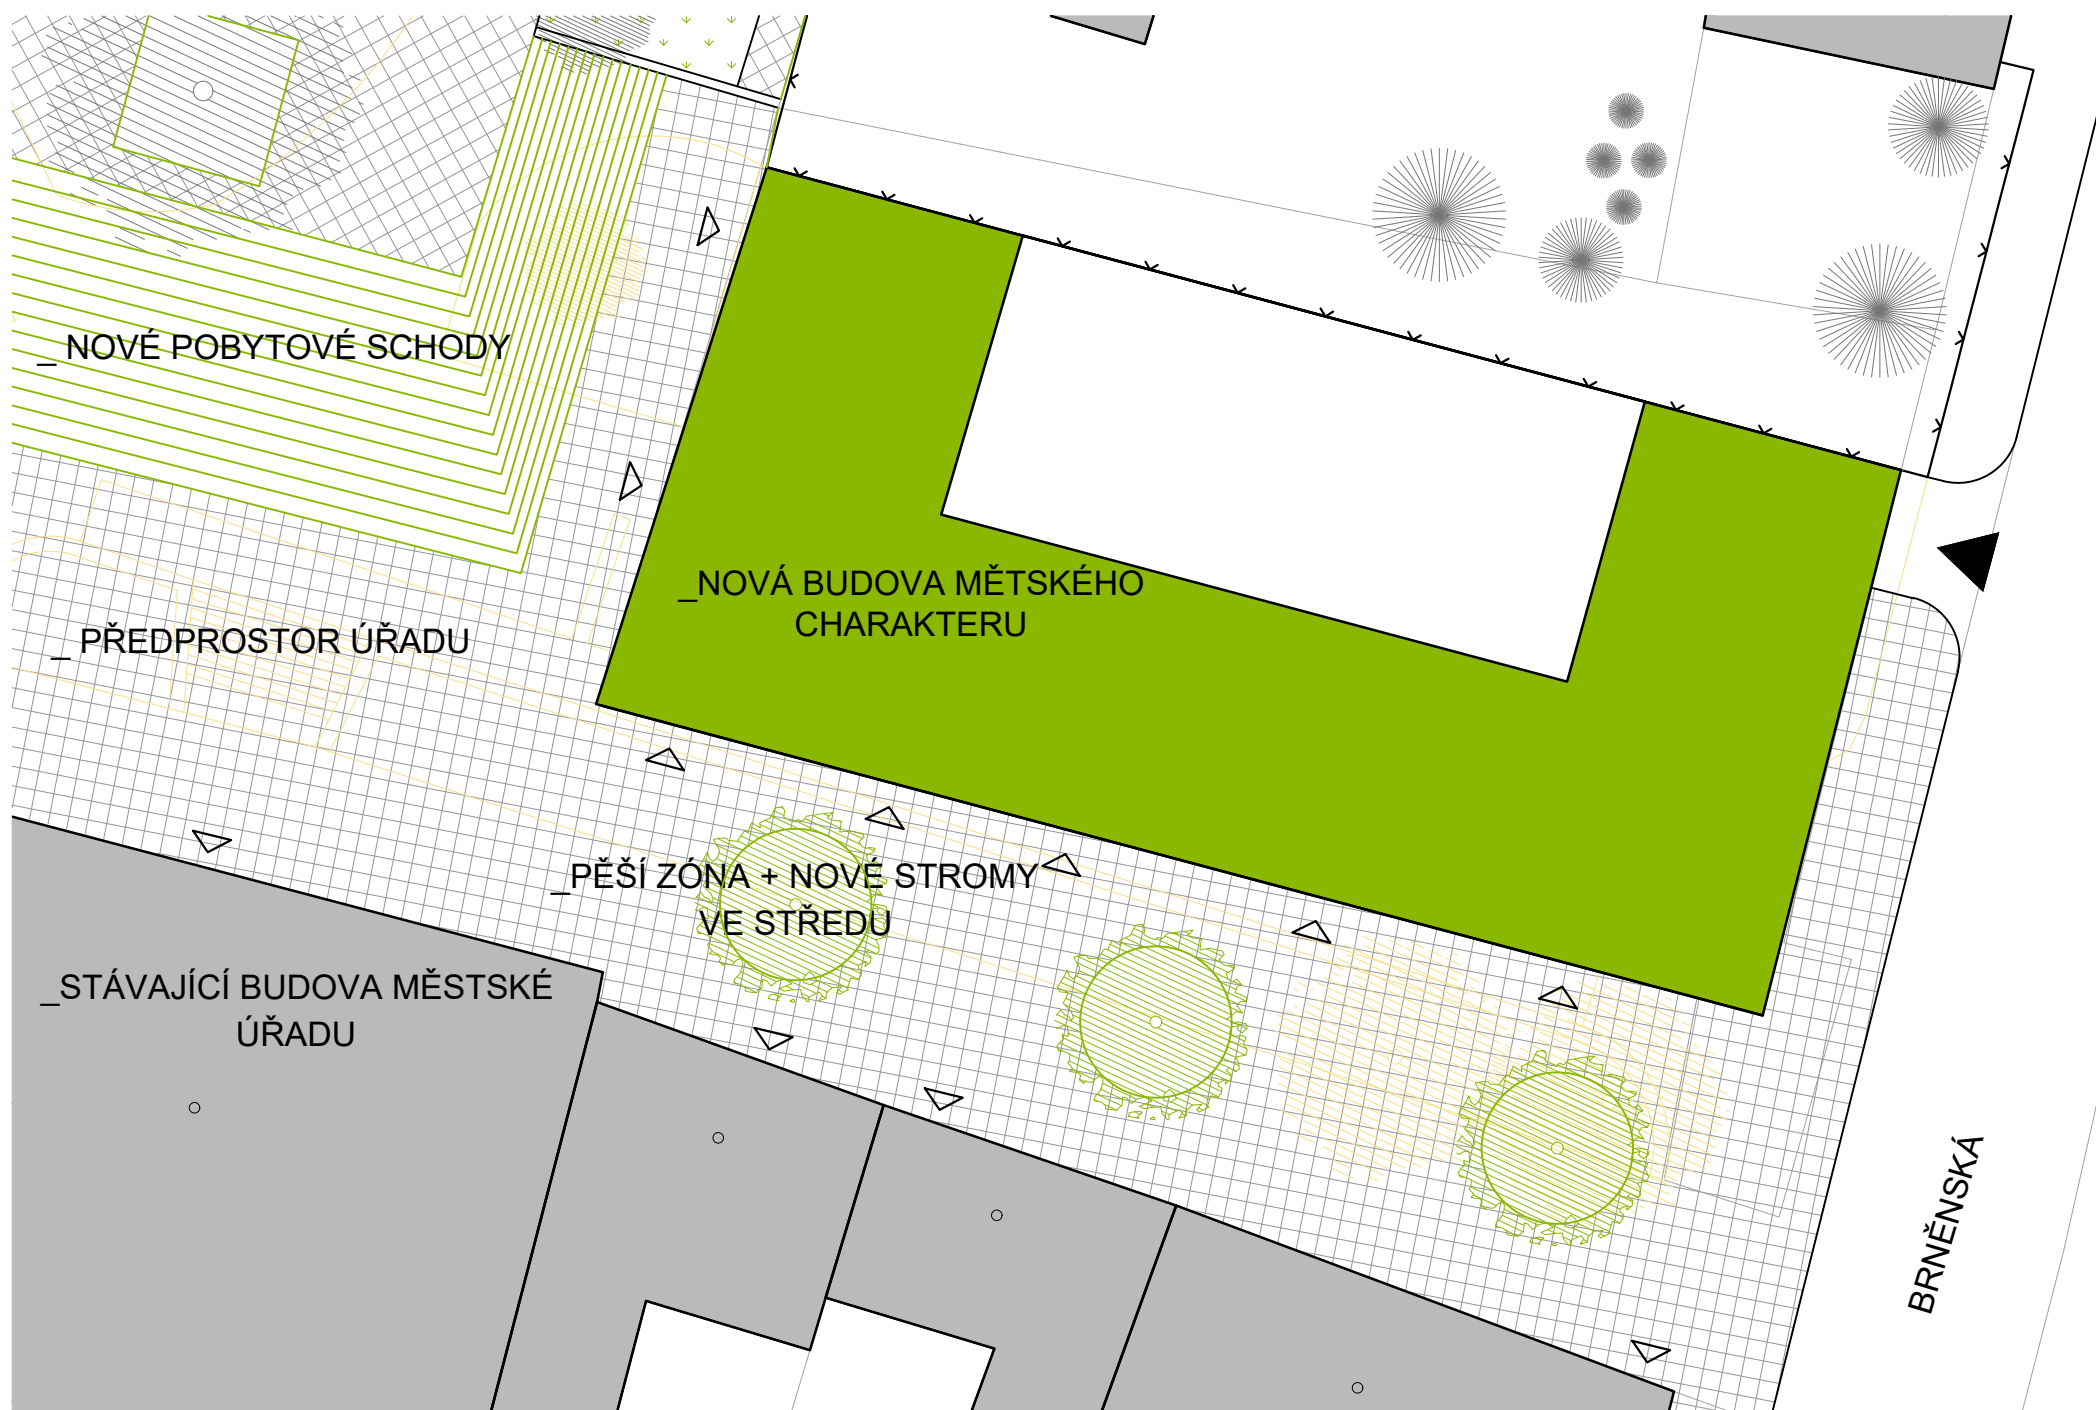 _ NOVÉ POBYTOVÉ SCHODY
_NOVÁ BUDOVA MĚTSKÉHO
CHARAKTERU
_ PŘEDPROSTOR ÚŘADU
_PĚŠÍ ZÓNA + NOVÉ STROMY
VE STŘEDU
_STÁVAJÍCÍ BUDOVA MĚSTSKÉ
ÚŘADU
BRNĚNSKÁ